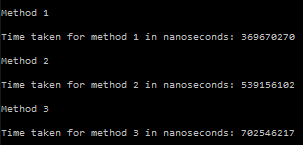 Method 1
Time taken for method 1 in nanoseconds: 369670270
Method 2
Time taken for method 2 in nanoseconds: 539156102
Method 3
Time taken for method 3 in nanoseconds: 702546217